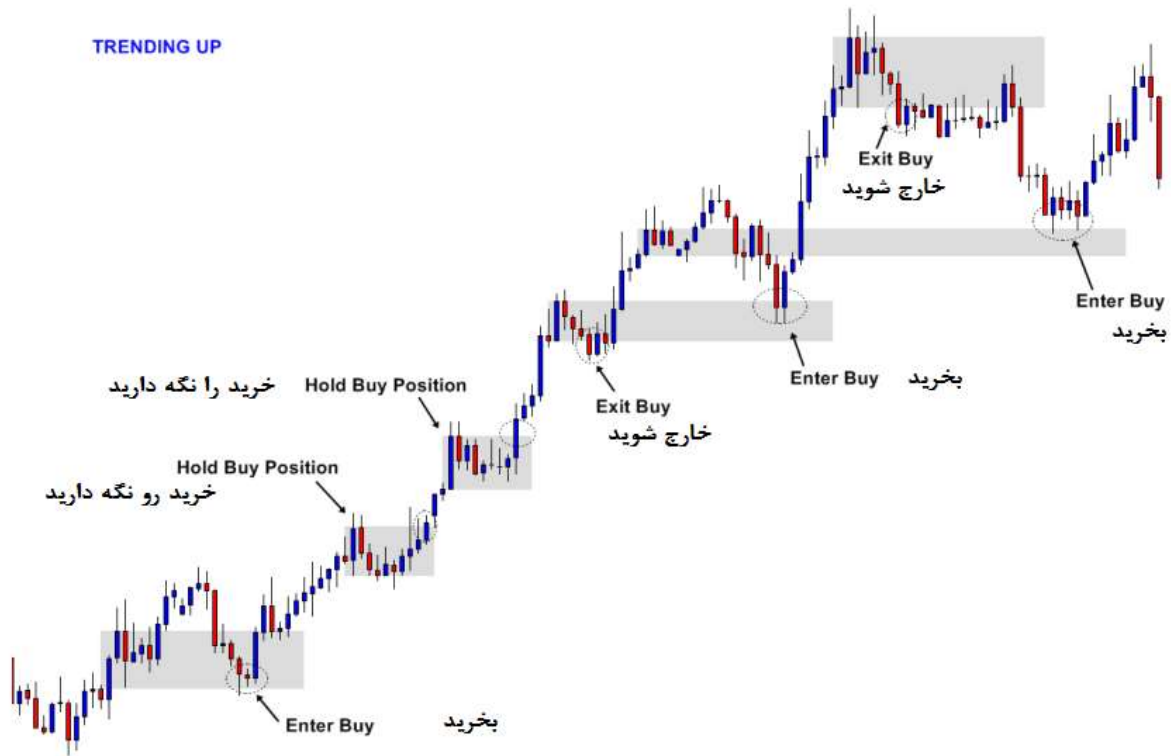 TRENDING UP
Exit Buy
خارج شوید
Enter Buy
بخرید
Enter Buy
بخرید
Hold Buy Position
خرید را نگه دارید
Exit Buy
خارج شوید
Hold Buy Position
خرید رو نگه دارید
Enter Buy
بخرید